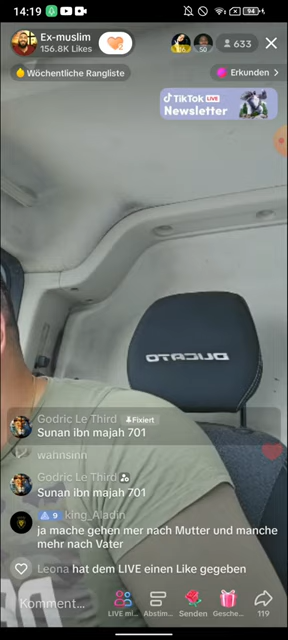 14:19
94
Ex-muslim
156.8K Likes
50
633
Wöchentliche Rangliste
Erkunden >
TikTok LIVE
Newsletter
DUCATO
Godric Le Third Fixiert
Sunan ibn majah 701
wahnsinn
Godric Le Third
Sunan ibn majah 701
9 king_Aladin
ja mache gehen mer nach Mutter und manche
mehr nach Vater
Leona hat dem LIVE einen Like gegeben
Komment...
LIVE mi...
Abstim...
Senden
Gesche...
119